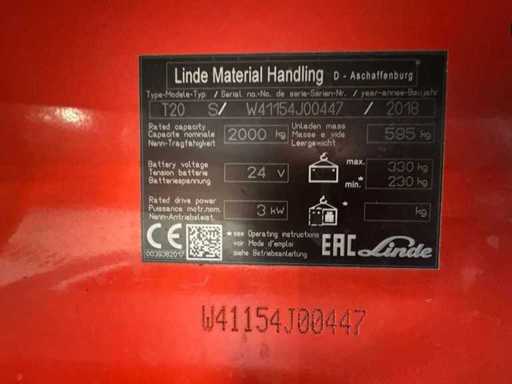 Linde Material Handling D - Aschaffenburg
Type-Modele-Typ / Serial no.-No. de serie-Serien-Nr. / year-annee-Baujahr
T20 S/ W41154J00447 / 2018
Rated capacity
Capacite nominale
Nenn-Tragfähigkeit
2000 kg
Unladen mass
Masse a vide
Leergewicht
595 kg
Battery voltage
Tension batterie
Batteriespannung
24 V
max. 330 kg
min.* 230 kg
Rated drive power
Puissance motr.nom.
Nenn-Antriebsleist.
3 kW
* kg
CE
0039382017
* see Operating instructions
voir Mode d'emploi
siehe Betriebsanleitung
EAC Linde
W41154J00447